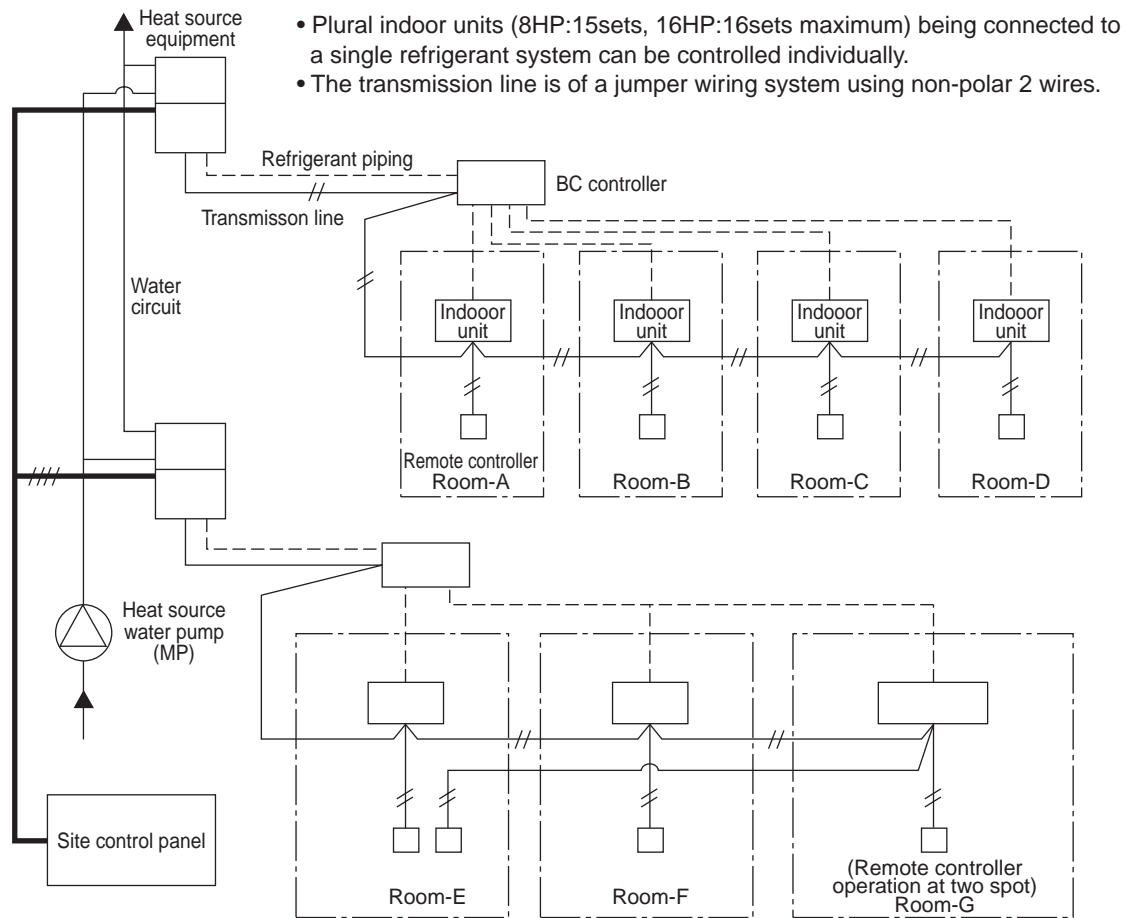 Heat source
equipment
• Plural indoor units (8HP:15sets, 16HP:16sets maximum) being connected to
a single refrigerant system can be controlled individually.
• The transmission line is of a jumper wiring system using non-polar 2 wires.
Refrigerant piping
BC controller
Transmisson line
Water
circuit
Indooor
unit
Indooor
unit
Indooor
unit
Indooor
unit
Remote controller
Room-A
Room-B
Room-C
Room-D
Heat source
water pump
(MP)
Site control panel
Room-E
Room-F
(Remote controller
operation at two spot)
Room-G